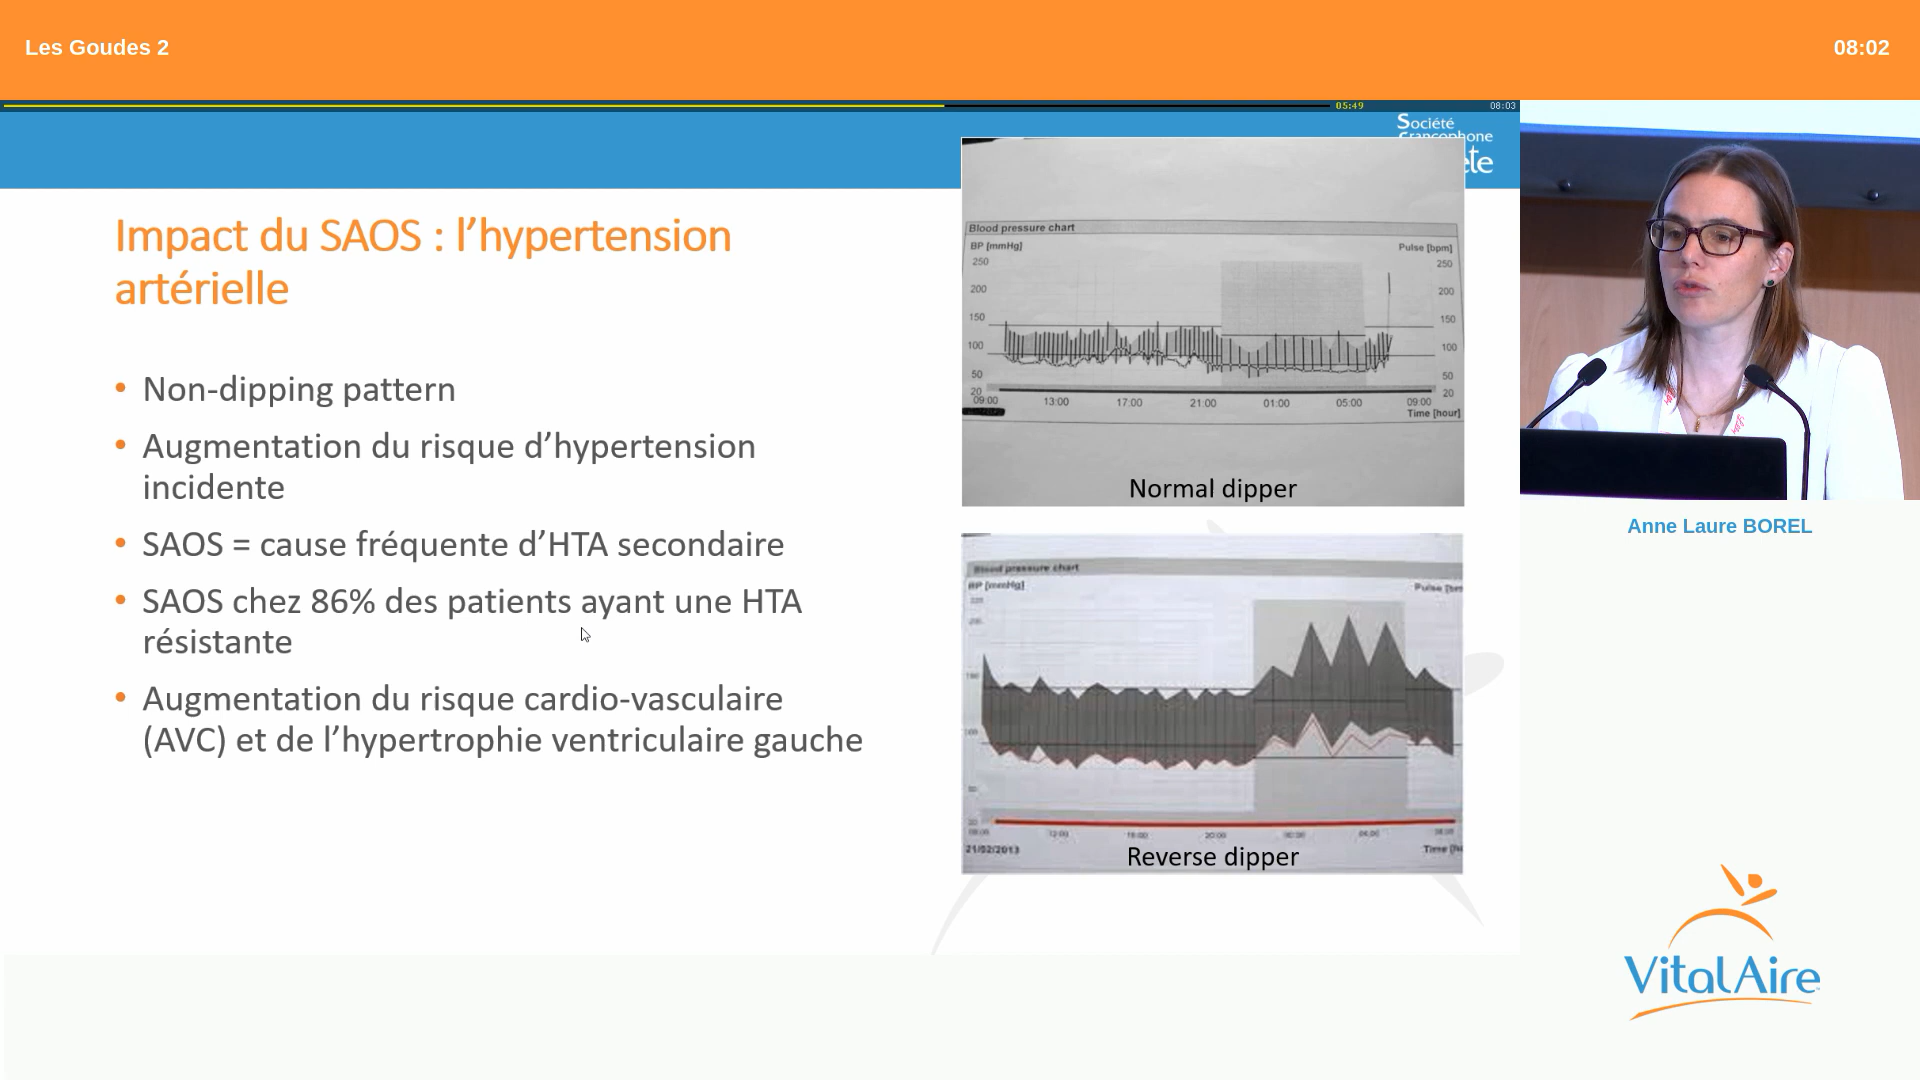 Les Goudes 2
08:02
05:49
08:03
Société
Francophone
Impact du SAOS : l’hypertension
artérielle
• Non-dipping pattern
• Augmentation du risque d’hypertension
incidente
• SAOS = cause fréquente d’HTA secondaire
• SAOS chez 86% des patients ayant une HTA
résistante
• Augmentation du risque cardio-vasculaire
(AVC) et de l’hypertrophie ventriculaire gauche
Blood pressure chart
BP [mmHg]
Pulse [bpm]
250 250
200 200
150 150
100 100
50 50
20 20
09:00 13:00 17:00 21:00 01:00 05:00 09:00
Time [hour]
Normal dipper
Blood pressure chart
BP [mmHg]
21/02/2013
Reverse dipper
Anne Laure BOREL
VitalAire